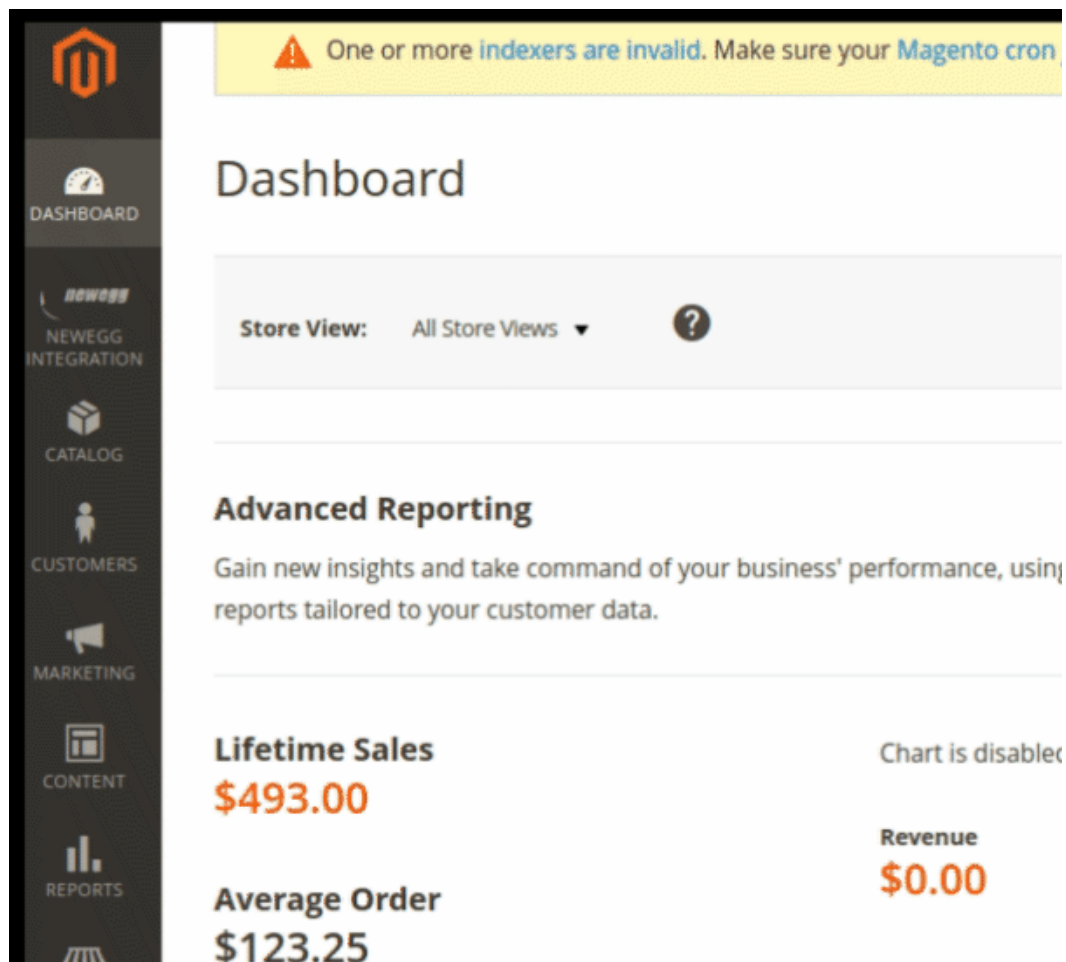 One or more indexers are invalid. Make sure your Magento cron
Dashboard
DASHBOARD
newegg
NEWEGG
INTEGRATION
Store View: All Store Views ?
CATALOG
Advanced Reporting
CUSTOMERS
Gain new insights and take command of your business' performance, using
reports tailored to your customer data.
MARKETING
Lifetime Sales
$493.00
Chart is disabled
CONTENT
Revenue
$0.00
REPORTS
Average Order
$123.25